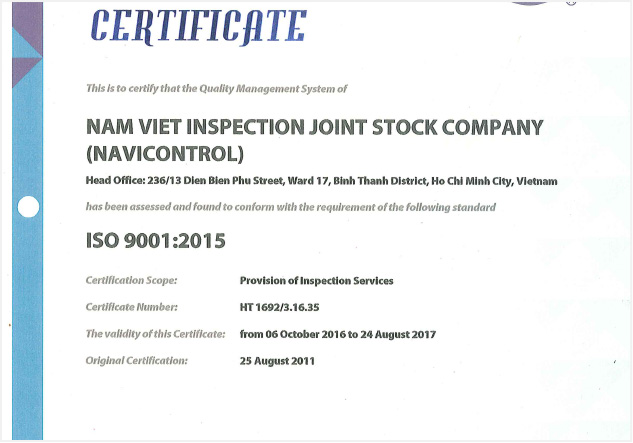 CERTIFICATE
This is to certify that the Quality Management System of
NAM VIET INSPECTION JOINT STOCK COMPANY
(NAVICONTROL)
Head Office: 236/13 Dien Bien Phu Street, Ward 17, Binh Thanh District, Ho Chi Minh City, Vietnam
has been assessed and found to conform with the requirement of the following standard
ISO 9001:2015
Certification Scope: Provision of Inspection Services
Certificate Number: HT 1692/3.16.35
The validity of this Certificate: from 06 October 2016 to 24 August 2017
Original Certification: 25 August 2011